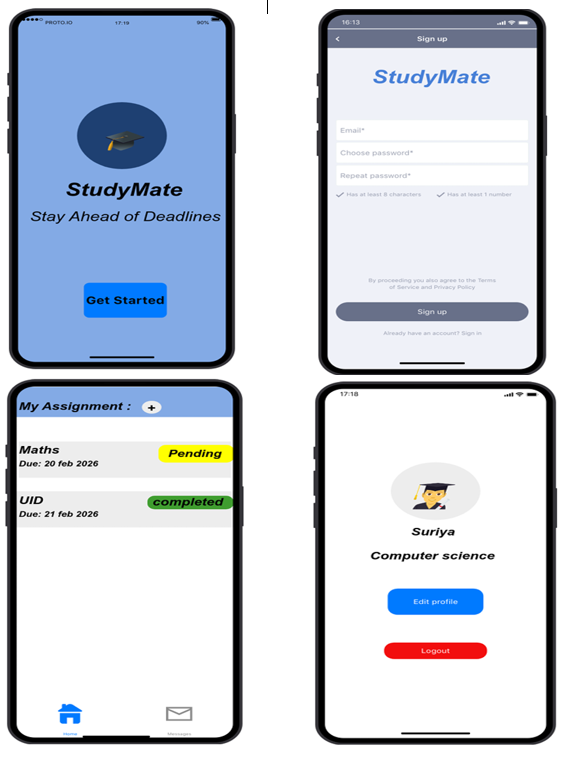 PROTO.IO 17:19 90%
StudyMate
Stay Ahead of Deadlines
Get Started
16:13
Sign up
StudyMate
Email*
Choose password*
Repeat password*
Has at least 8 characters Has at least 1 number
By proceeding you also agree to the Terms
of Service and Privacy Policy
Sign up
Already have an account? Sign in
My Assignment : +
Maths
Due: 20 feb 2026
Pending
UID
Due: 21 feb 2026
completed
Home Messages
17:18
Suriya
Computer science
Edit profile
Logout